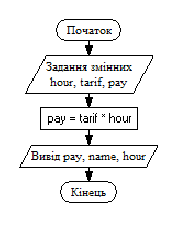 Початок
Задання змінних
hour, tarif, pay
pay = tarif * hour
Вивід pay, name, hour
Кінець